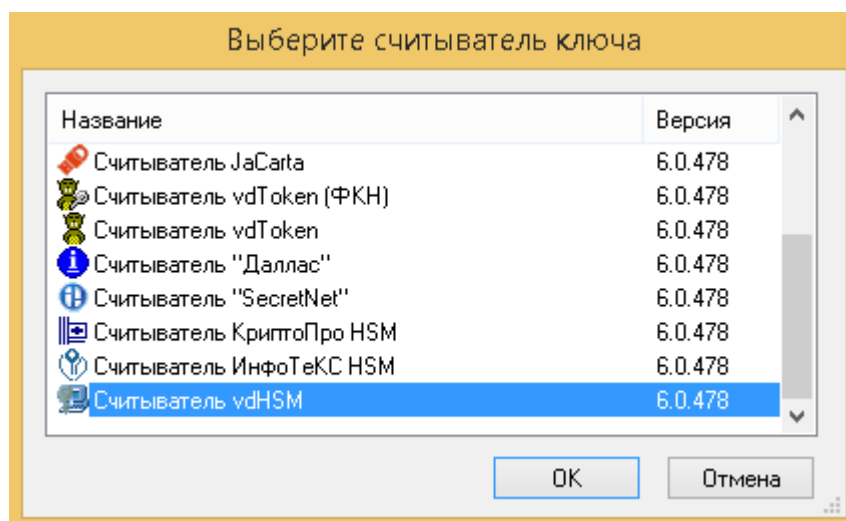 Выберите считыватель ключа
Название Версия
Считыватель JaCarta 6.0.478
Считыватель vdToken (ФКН) 6.0.478
Считыватель vdToken 6.0.478
Считыватель "Даллас" 6.0.478
Считыватель "SecretNet" 6.0.478
Считыватель КриптоПро HSM 6.0.478
Считыватель ИнфоТеКС HSM 6.0.478
Считыватель vdHSM 6.0.478
OK Отмена